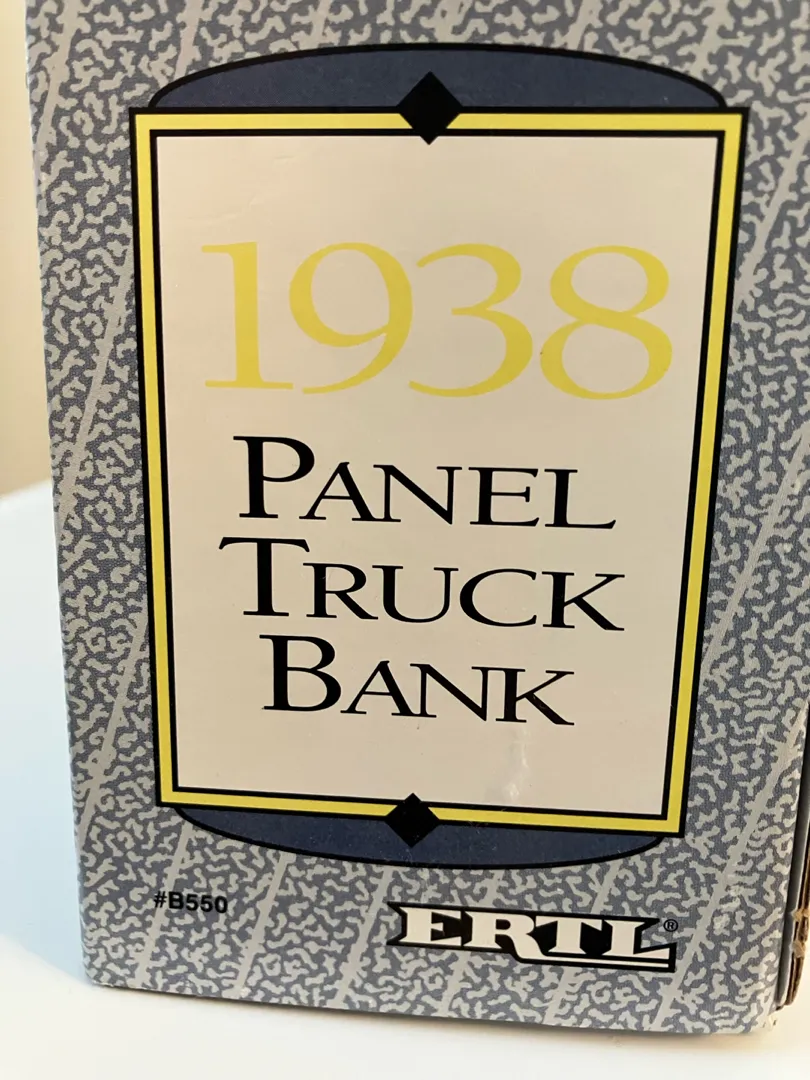 1938
PANEL
TRUCK
BANK
#B550
ERTL®